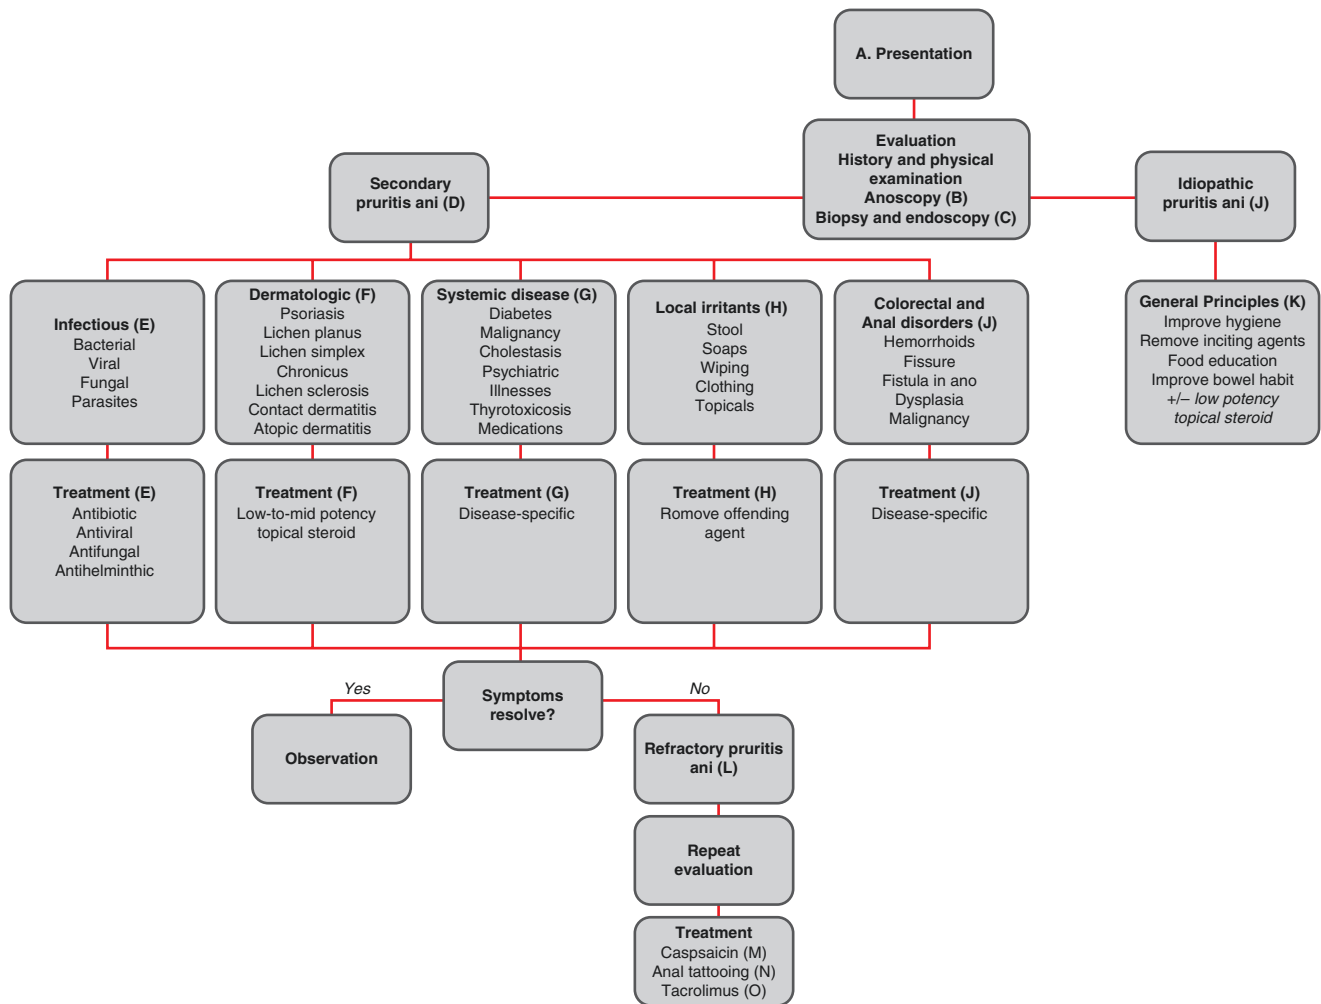 A. Presentation
Evaluation
History and physical
examination
Anoscopy (B)
Biopsy and endoscopy (C)
Secondary
pruritis ani (D)
Idiopathic
pruritis ani (J)
Infectious (E)
Bacterial
Viral
Fungal
Parasites
Dermatologic (F)
Psoriasis
Lichen planus
Lichen simplex
Chronicus
Lichen sclerosis
Contact dermatitis
Atopic dermatitis
Systemic disease (G)
Diabetes
Malignancy
Cholestasis
Psychiatric
Illnesses
Thyrotoxicosis
Medications
Local irritants (H)
Stool
Soaps
Wiping
Clothing
Topicals
Colorectal and
Anal disorders (J)
Hemorrhoids
Fissure
Fistula in ano
Dysplasia
Malignancy
General Principles (K)
Improve hygiene
Remove inciting agents
Food education
Improve bowel habit
+/– low potency
topical steroid
Treatment (E)
Antibiotic
Antiviral
Antifungal
Antihelminthic
Treatment (F)
Low-to-mid potency
topical steroid
Treatment (G)
Disease-specific
Treatment (H)
Romove offending
agent
Treatment (J)
Disease-specific
Symptoms
resolve?
Yes
No
Observation
Refractory pruritis
ani (L)
Repeat
evaluation
Treatment
Caspsaicin (M)
Anal tattooing (N)
Tacrolimus (O)